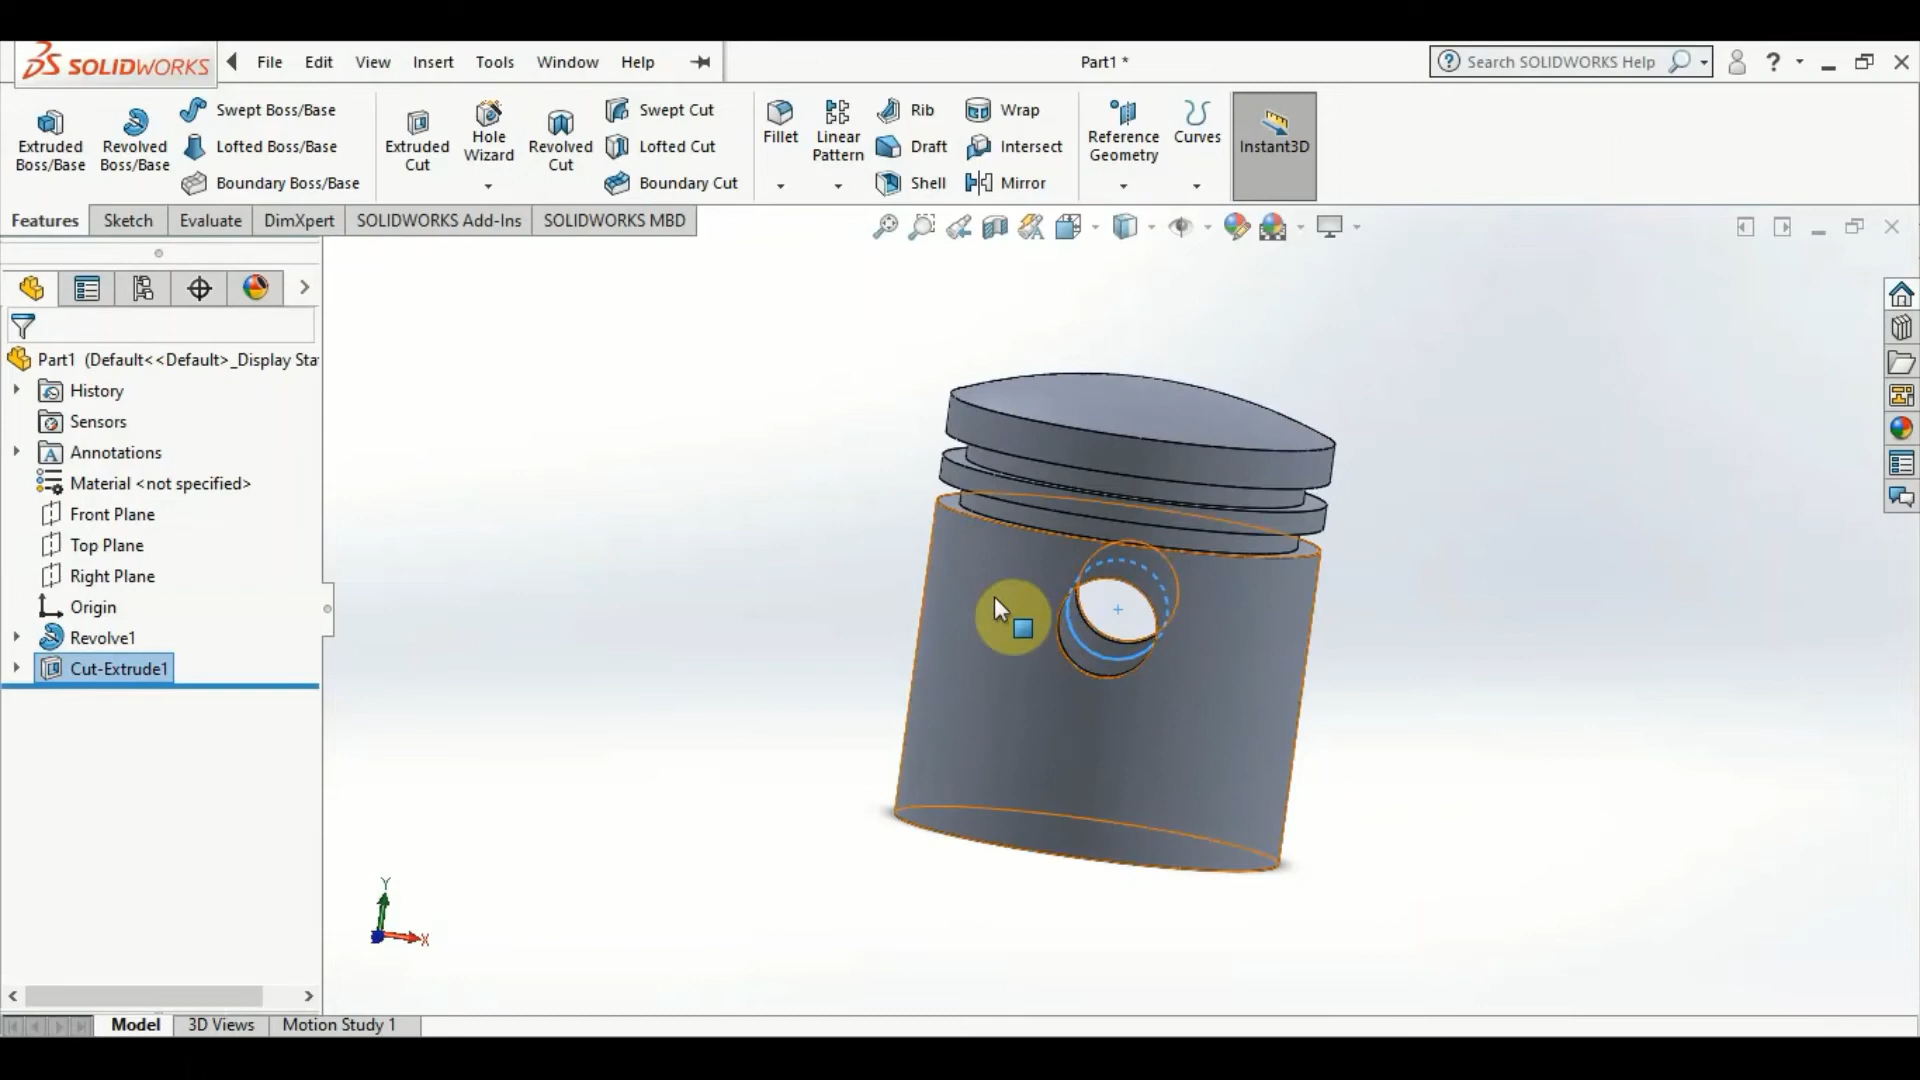 SOLIDWORKS File Edit View Insert Tools Window Help Part1 * Search SOLIDWORKS Help ?
Extruded Boss/Base
Revolved Boss/Base
Swept Boss/Base
Lofted Boss/Base
Boundary Boss/Base
Extruded Cut
Hole Wizard
Revolved Cut
Swept Cut
Lofted Cut
Boundary Cut
Fillet
Linear Pattern
Rib
Draft
Shell
Wrap
Intersect
Mirror
Reference Geometry
Curves
Instant3D
Features Sketch Evaluate DimXpert SOLIDWORKS Add-Ins SOLIDWORKS MBD
Part1 (Default<<Default>_Display Sta
History
Sensors
Annotations
Material <not specified>
Front Plane
Top Plane
Right Plane
Origin
Revolve1
Cut-Extrude1
Y
X
Model 3D Views Motion Study 1